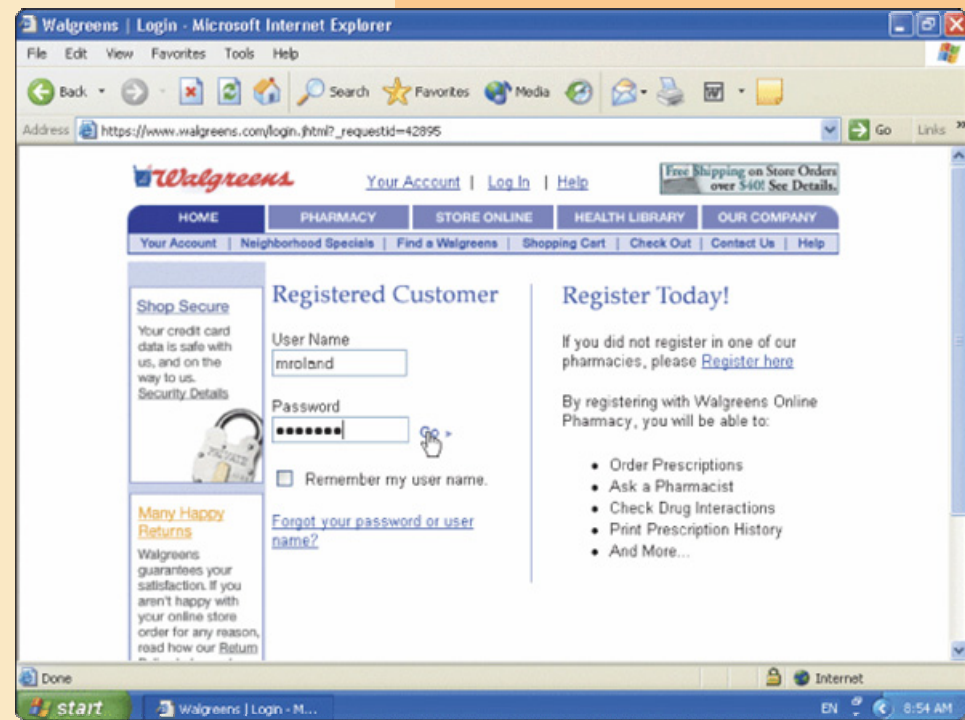 Walgreens | Login - Microsoft Internet Explorer
File Edit View Favorites Tools Help
Back Search Favorites Media
Address https://www.walgreens.com/login.jhtml?_requestid=42895 Go Links »
Walgreens
Your Account | Log In | Help
Free Shipping on Store Orders
over $40! See Details.
HOME PHARMACY STORE ONLINE HEALTH LIBRARY OUR COMPANY
Your Account | Neighborhood Specials | Find a Walgreens | Shopping Cart | Check Out | Contact Us | Help
Shop Secure
Your credit card
data is safe with
us, and on the
way to us.
Security Details
PRIVATE
Many Happy
Returns
Walgreens
guarantees your
satisfaction. If you
aren't happy with
your online store
order for any reason,
read how our Return
Registered Customer
User Name
mroland
Password
•••••••
Go »
Remember my user name.
Forgot your password or user
name?
Register Today!
If you did not register in one of our
pharmacies, please Register here
By registering with Walgreens Online
Pharmacy, you will be able to:
• Order Prescriptions
• Ask a Pharmacist
• Check Drug Interactions
• Print Prescription History
• And More...
Done Internet
start Walgreens | Login - M... EN 8:54 AM